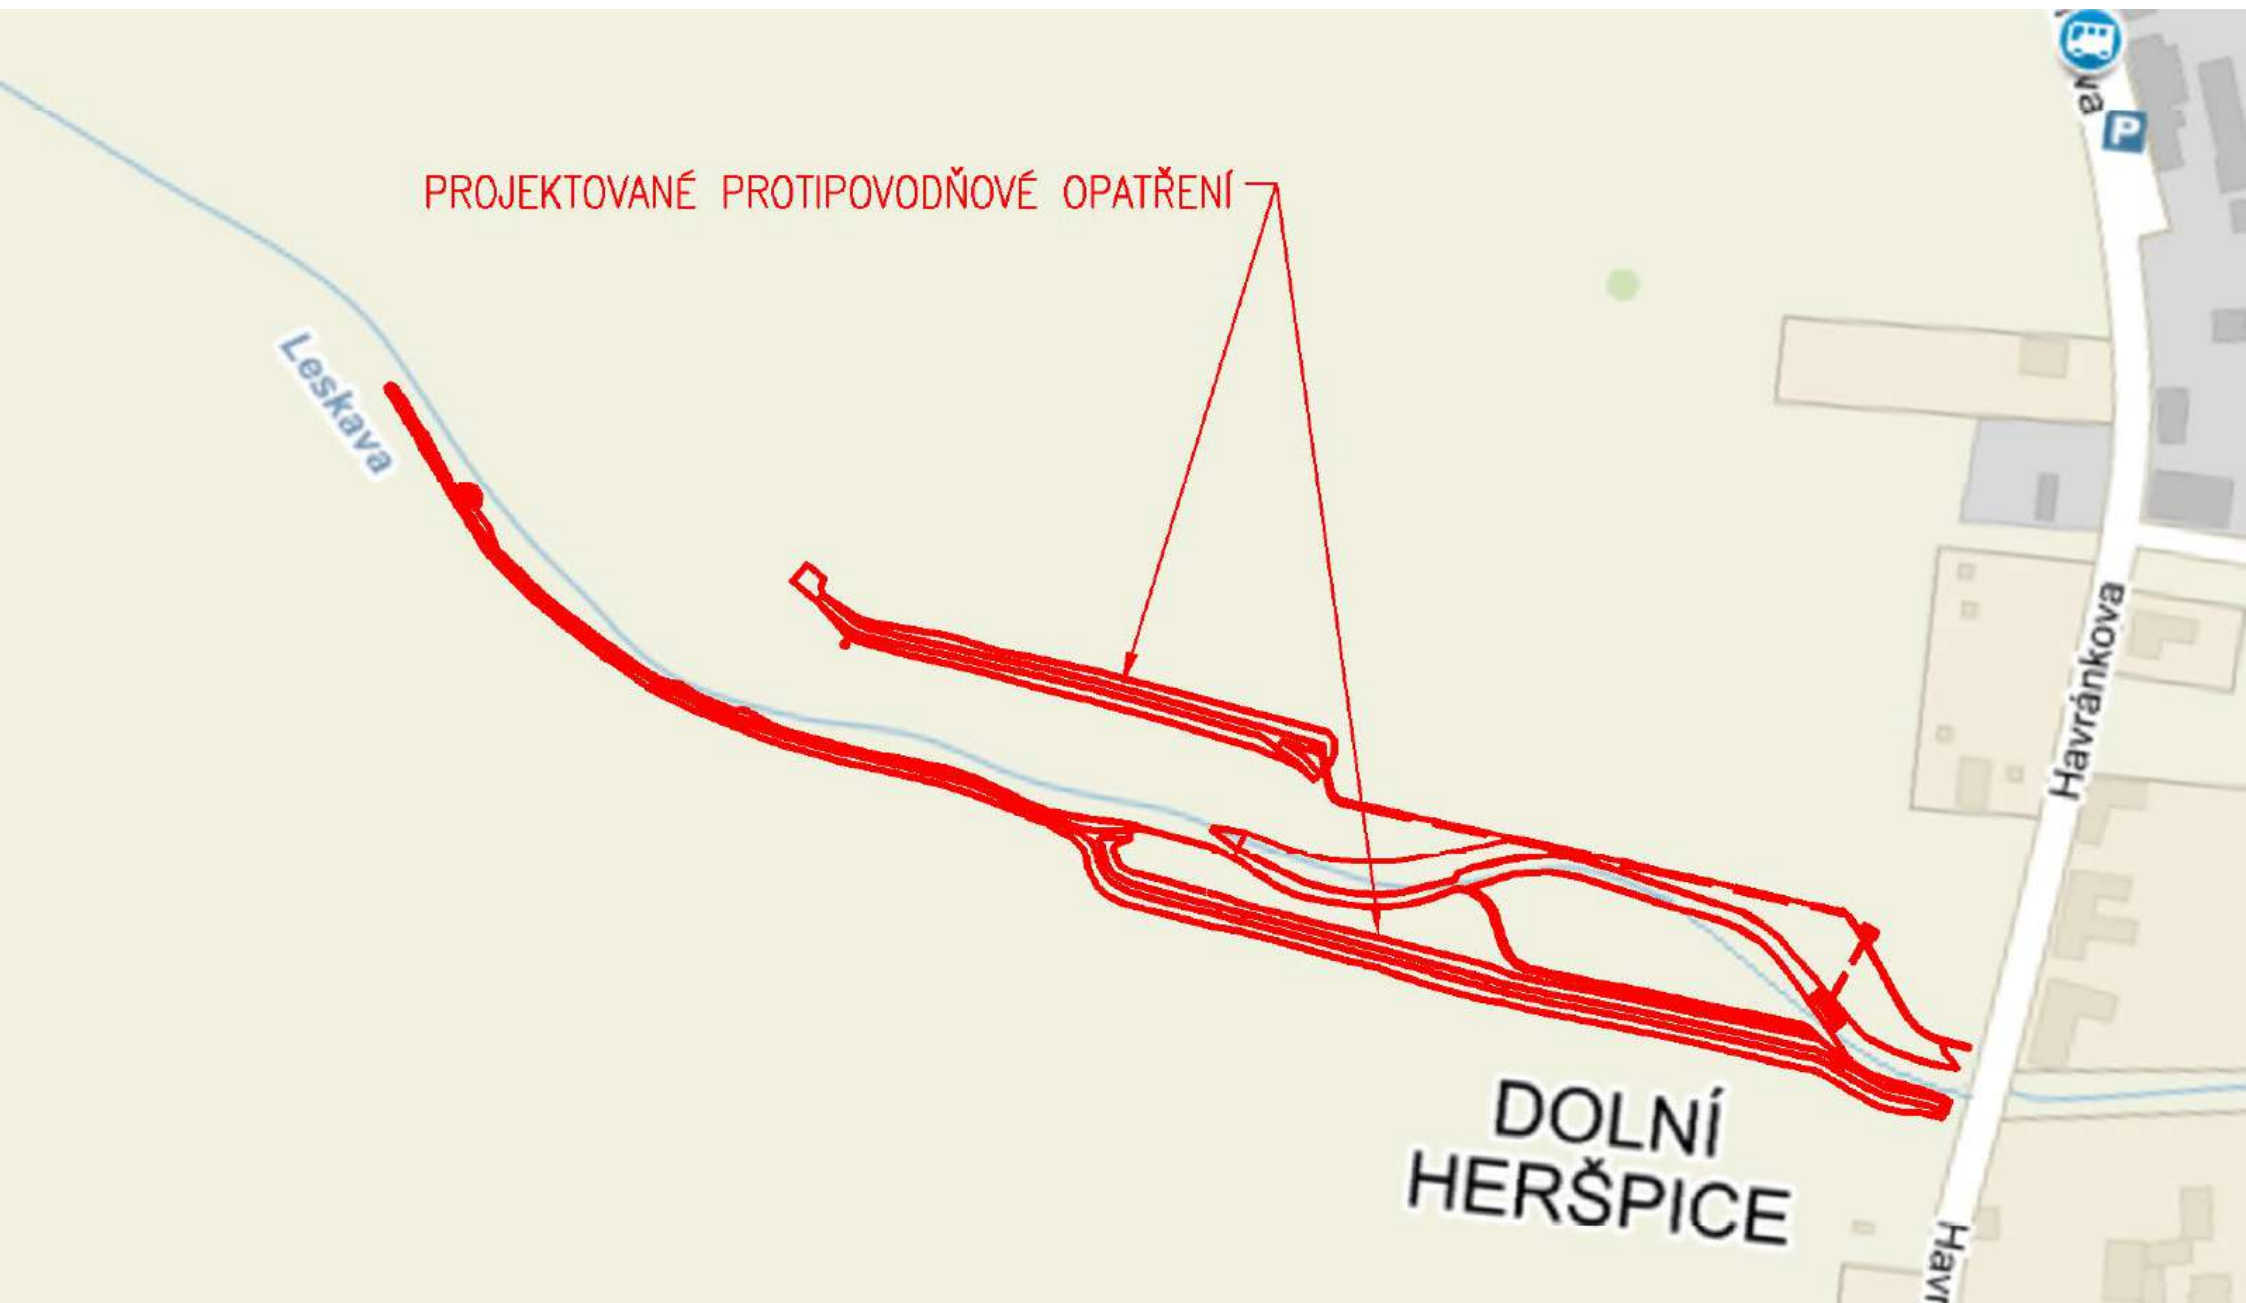 P
PROJEKTOVANÉ PROTIPOVODŇOVÉ OPATŘENÍ
Leskava
Havránkova
DOLNÍ
HERŠPICE